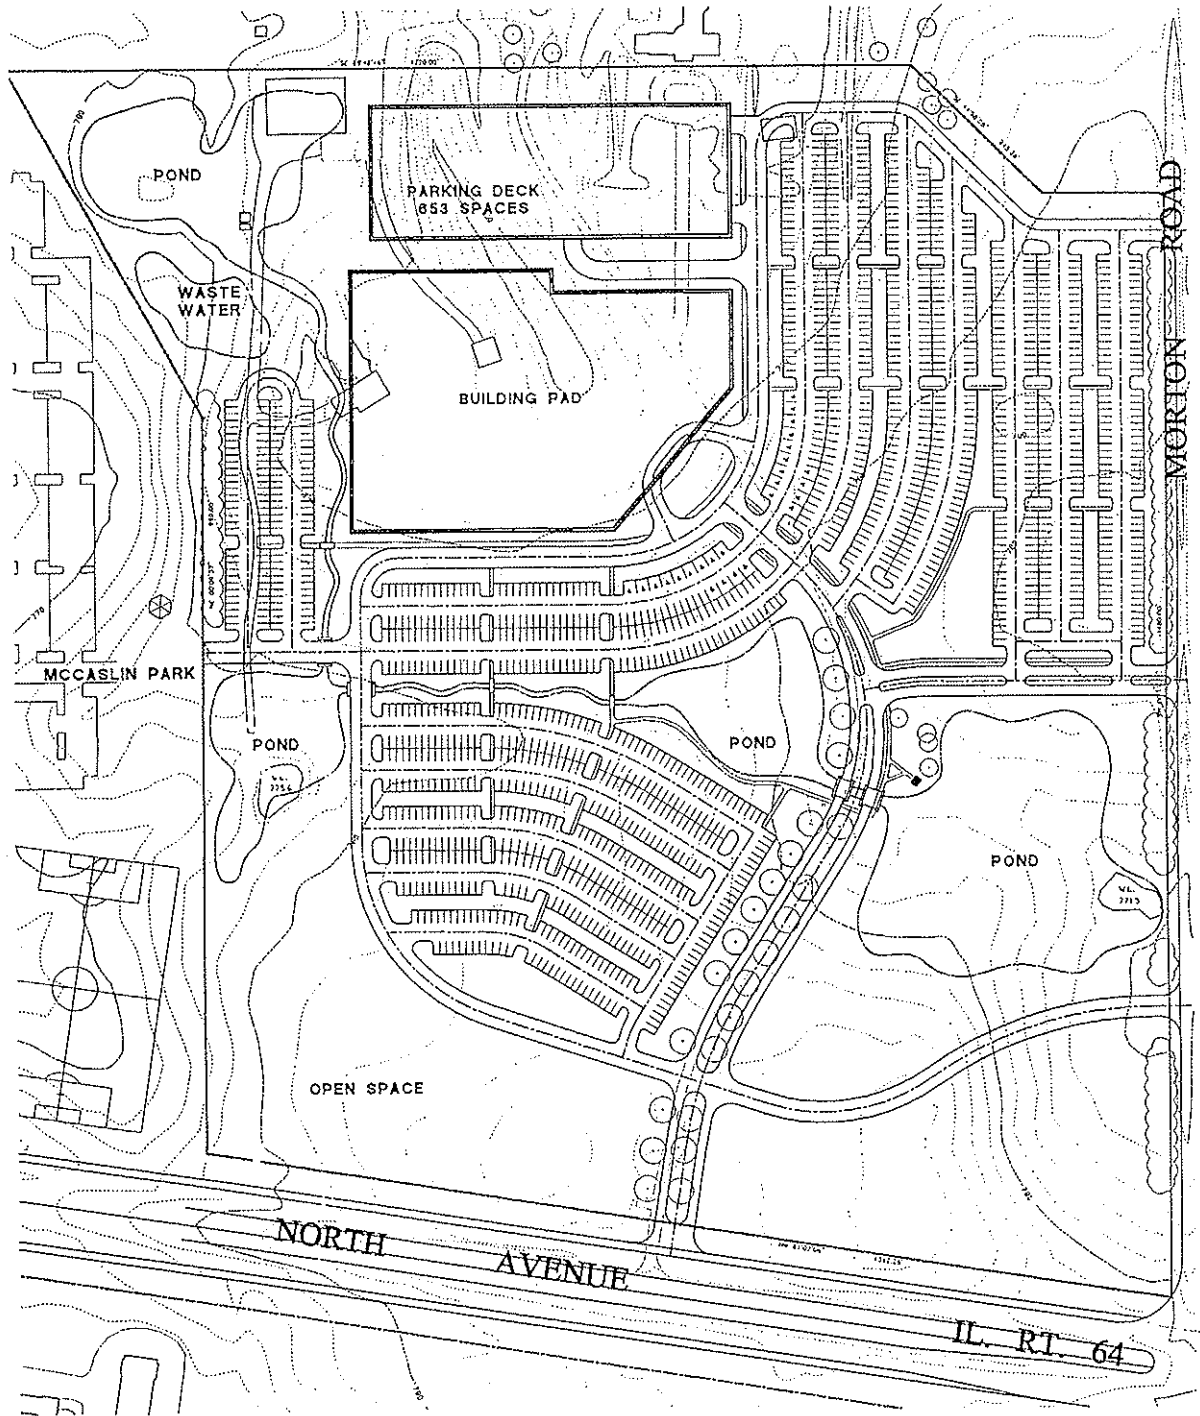 POND
PARKING DECK
653 SPACES
WASTE
WATER
BUILDING PAD
MORTON ROAD
MCCASLIN PARK
POND
POND
POND
OPEN SPACE
NORTH AVENUE
IL. RT. 64